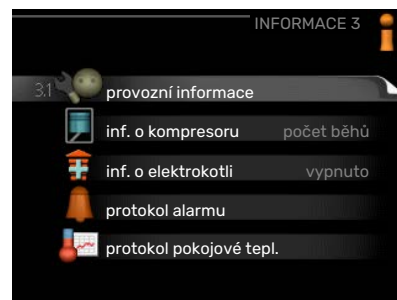 INFORMACE 3
3.1 provozní informace
inf. o kompresoru počet běhů
inf. o elektrokotli vypnuto
protokol alarmu
protokol pokojové tepl.